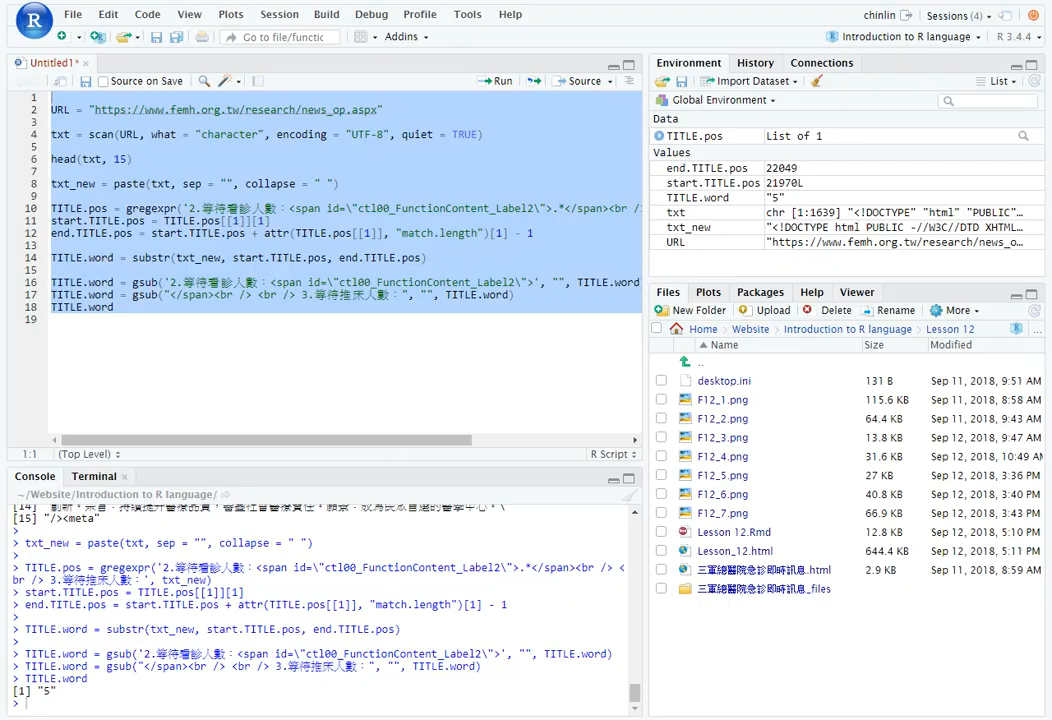 R File Edit Code View Plots Session Build Debug Profile Tools Help chinlin Sessions (4)
Go to file/functic Addins Introduction to R language R 3.4.4
Untitled1*
Source on Save Run Source
1
2 URL = "https://www.femh.org.tw/research/news_op.aspx"
3
4 txt = scan(URL, what = "character", encoding = "UTF-8", quiet = TRUE)
5
6 head(txt, 15)
7
8 txt_new = paste(txt, sep = "", collapse = " ")
9
10 TITLE.pos = gregexpr('2.等待看診人數：<span id=\"ctl00_FunctionContent_Label2\">.*</span><br /
11 start.TITLE.pos = TITLE.pos[[1]][1]
12 end.TITLE.pos = start.TITLE.pos + attr(TITLE.pos[[1]], "match.length")[1] - 1
13
14 TITLE.word = substr(txt_new, start.TITLE.pos, end.TITLE.pos)
15
16 TITLE.word = gsub('2.等待看診人數：<span id=\"ctl00_FunctionContent_Label2\">', "", TITLE.word
17 TITLE.word = gsub("</span><br /> <br /> 3.等待推床人數：", "", TITLE.word)
18 TITLE.word
19
1:1 (Top Level) R Script
Console Terminal
~/Website/Introduction to R language/
[15] "/><meta"
>
> txt_new = paste(txt, sep = "", collapse = " ")
>
> TITLE.pos = gregexpr('2.等待看診人數：<span id=\"ctl00_FunctionContent_Label2\">.*</span><br /> <
br /> 3.等待推床人數：', txt_new)
> start.TITLE.pos = TITLE.pos[[1]][1]
> end.TITLE.pos = start.TITLE.pos + attr(TITLE.pos[[1]], "match.length")[1] - 1
>
> TITLE.word = substr(txt_new, start.TITLE.pos, end.TITLE.pos)
>
> TITLE.word = gsub('2.等待看診人數：<span id=\"ctl00_FunctionContent_Label2\">', "", TITLE.word)
> TITLE.word = gsub("</span><br /> <br /> 3.等待推床人數：", "", TITLE.word)
> TITLE.word
[1] "5"
>
Environment History Connections
Import Dataset List
Global Environment
Data
TITLE.pos List of 1
Values
end.TITLE.pos 22049
start.TITLE.pos 21970L
TITLE.word "5"
txt chr [1:1639] "<!DOCTYPE" "html" "PUBLIC"…
txt_new "<!DOCTYPE html PUBLIC -//W3C//DTD XHTML…
URL "https://www.femh.org.tw/research/news_o…
Files Plots Packages Help Viewer
New Folder Upload Delete Rename More
Home Website Introduction to R language Lesson 12 ...
Name Size Modified
..
desktop.ini 131 B Sep 11, 2018, 9:51 AM
F12_1.png 115.6 KB Sep 11, 2018, 8:58 AM
F12_2.png 64.4 KB Sep 11, 2018, 9:43 AM
F12_3.png 13.8 KB Sep 12, 2018, 9:47 AM
F12_4.png 31.6 KB Sep 12, 2018, 10:49 AM
F12_5.png 27 KB Sep 12, 2018, 3:36 PM
F12_6.png 40.8 KB Sep 12, 2018, 3:40 PM
F12_7.png 66.9 KB Sep 12, 2018, 3:43 PM
Lesson 12.Rmd 12.8 KB Sep 12, 2018, 5:10 PM
Lesson_12.html 644.4 KB Sep 12, 2018, 5:11 PM
三軍總醫院急診即時訊息.html 2.9 KB Sep 11, 2018, 8:59 AM
三軍總醫院急診即時訊息_files